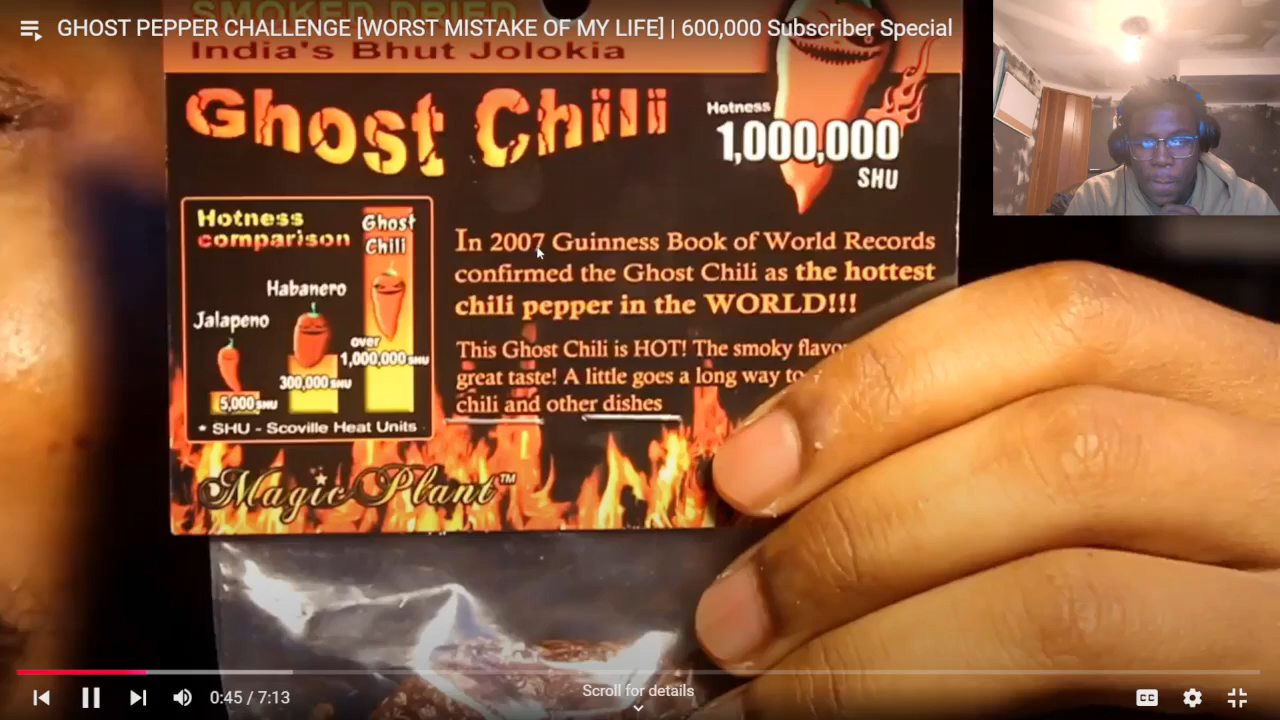 GHOST PEPPER CHALLENGE [WORST MISTAKE OF MY LIFE] | 600,000 Subscriber Special
SMOKED DRIED
India's Bhut Jolokia
Ghost Chili
Hotness
1,000,000
SHU
Hotness
comparison
Ghost
Chili
Habanero
Jalapeno
over
1,000,000 SHU
300,000 SHU
5,000 SHU
* SHU - Scoville Heat Units
In 2007 Guinness Book of World Records
confirmed the Ghost Chili as the hottest
chili pepper in the WORLD!!!
This Ghost Chili is HOT! The smoky
great taste! A little goes a long way to
chili and other dishes
Magic Plant™
0:45 / 7:13
Scroll for details
CC